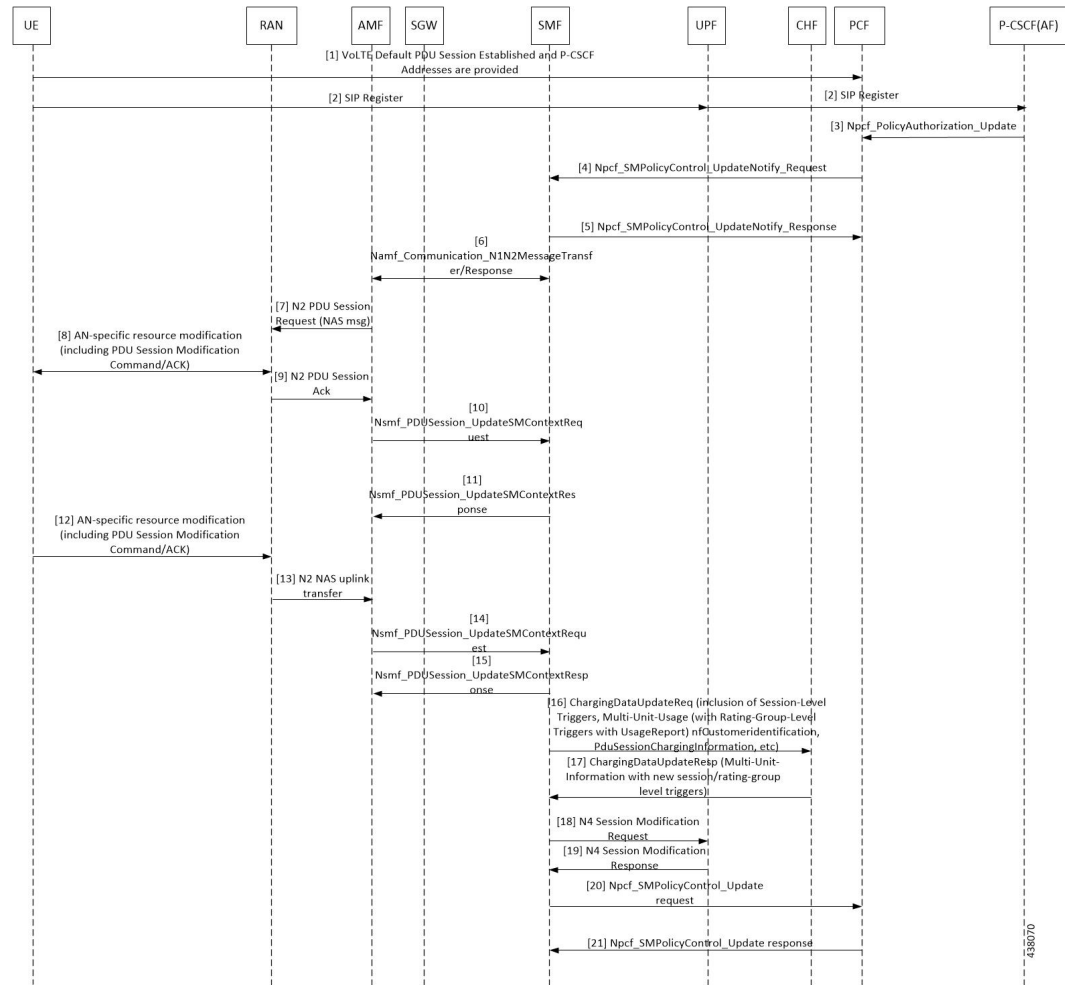 UE
RAN
AMF
SGW
SMF
UPF
CHF
PCF
P-CSCF(AF)
[1] VoLTE Default PDU Session Established and P-CSCF
Addresses are provided
[2] SIP Register
[2] SIP Register
[3] Npcf_PolicyAuthorization_Update
[4] Npcf_SMPolicyControl_UpdateNotify_Request
[5] Npcf_SMPolicyControl_UpdateNotify_Response
[6]
Namf_Communication_N1N2MessageTransf
er/Response
[7] N2 PDU Session
Request (NAS msg)
[8] AN-specific resource modification
(including PDU Session Modification
Command/ACK)
[9] N2 PDU Session
Ack
[10]
Nsmf_PDUSession_UpdateSMContextReq
uest
[11]
Nsmf_PDUSession_UpdateSMContextRes
ponse
[12] AN-specific resource modification
(including PDU Session Modification
Command/ACK)
[13] N2 NAS uplink
transfer
[14]
Nsmf_PDUSession_UpdateSMContextRequ
est
[15]
Nsmf_PDUSession_UpdateSMContextResp
onse
[16] ChargingDataUpdateReq (inclusion of Session-Level
Triggers, Multi-Unit-Usage (with Rating-Group-Level
Triggers with UsageReport) nfCustomeridentification,
PduSessionChargingInformation, etc)
[17] ChargingDataUpdateResp (Multi-Unit-
Information with new session/rating-group
level triggers)
[18] N4 Session Modification
Request
[19] N4 Session Modification
Response
[20] Npcf_SMPolicyControl_Update
request
[21] Npcf_SMPolicyControl_Update response
438070